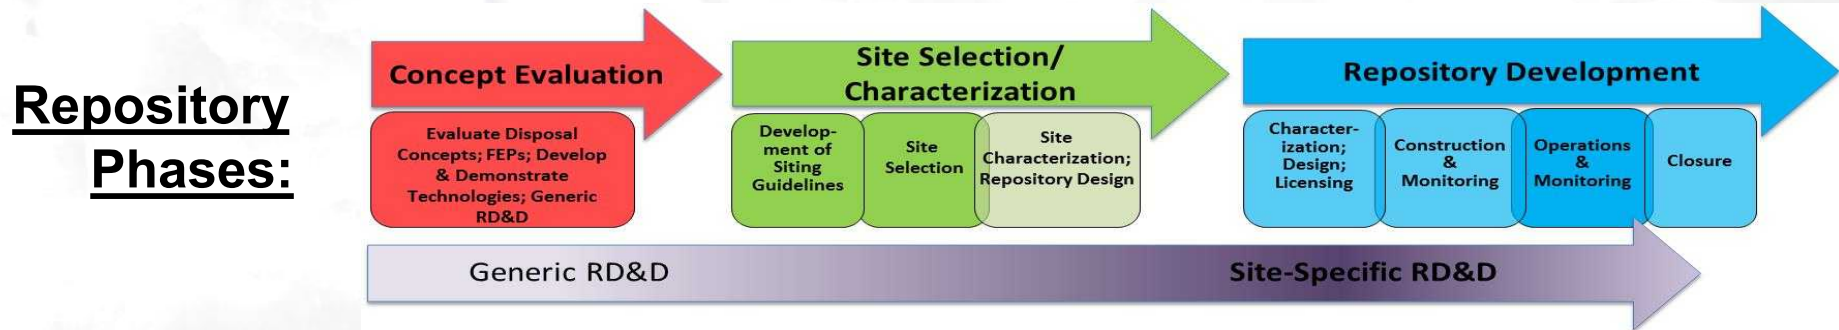 Repository
Phases:
Concept Evaluation
Evaluate Disposal
Concepts; FEPs; Develop
& Demonstrate
Technologies; Generic
RD&D
Site Selection/
Characterization
Develop-
ment of
Siting
Guidelines
Site
Selection
Site
Characterization;
Repository Design
Repository Development
Character-
ization;
Design;
Licensing
Construction
&
Monitoring
Operations
&
Monitoring
Closure
Generic RD&D
Site-Specific RD&D